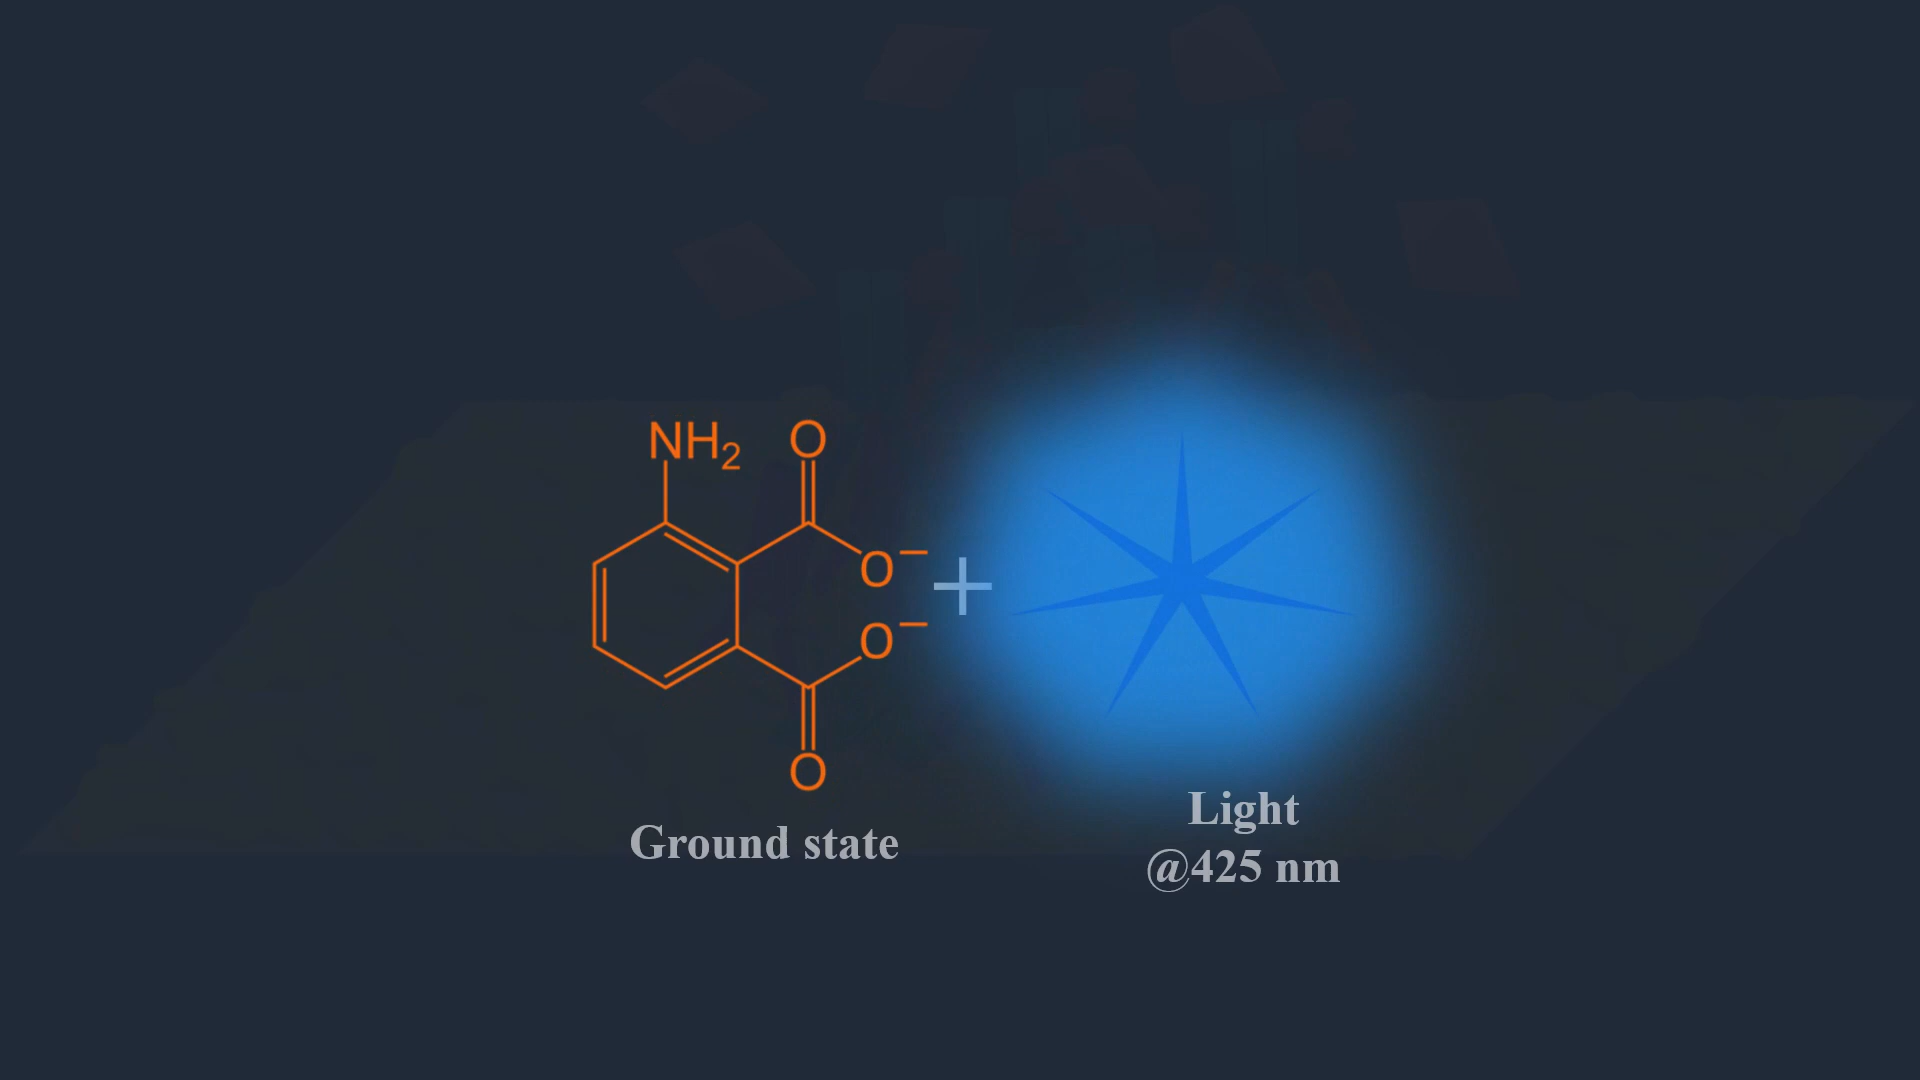 NH₂
O
O⁻
+
O⁻
O
Ground state
Light
@425 nm